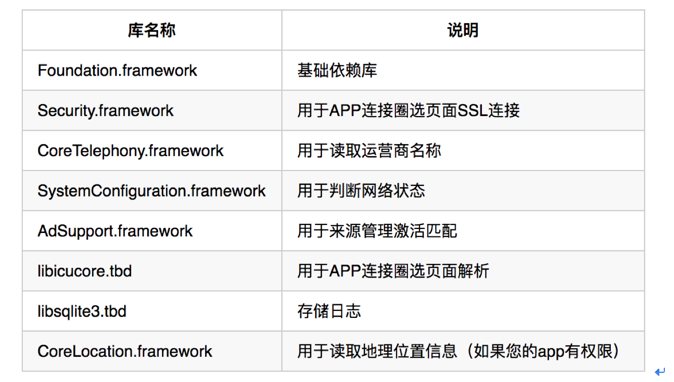 库名称 说明
Foundation.framework 基础依赖库
Security.framework 用于APP连接圈选页面SSL连接
CoreTelephony.framework 用于读取运营商名称
SystemConfiguration.framework 用于判断网络状态
AdSupport.framework 用于来源管理激活匹配
libicucore.tbd 用于APP连接圈选页面解析
libsqlite3.tbd 存储日志
CoreLocation.framework 用于读取地理位置信息（如果您的app有权限）